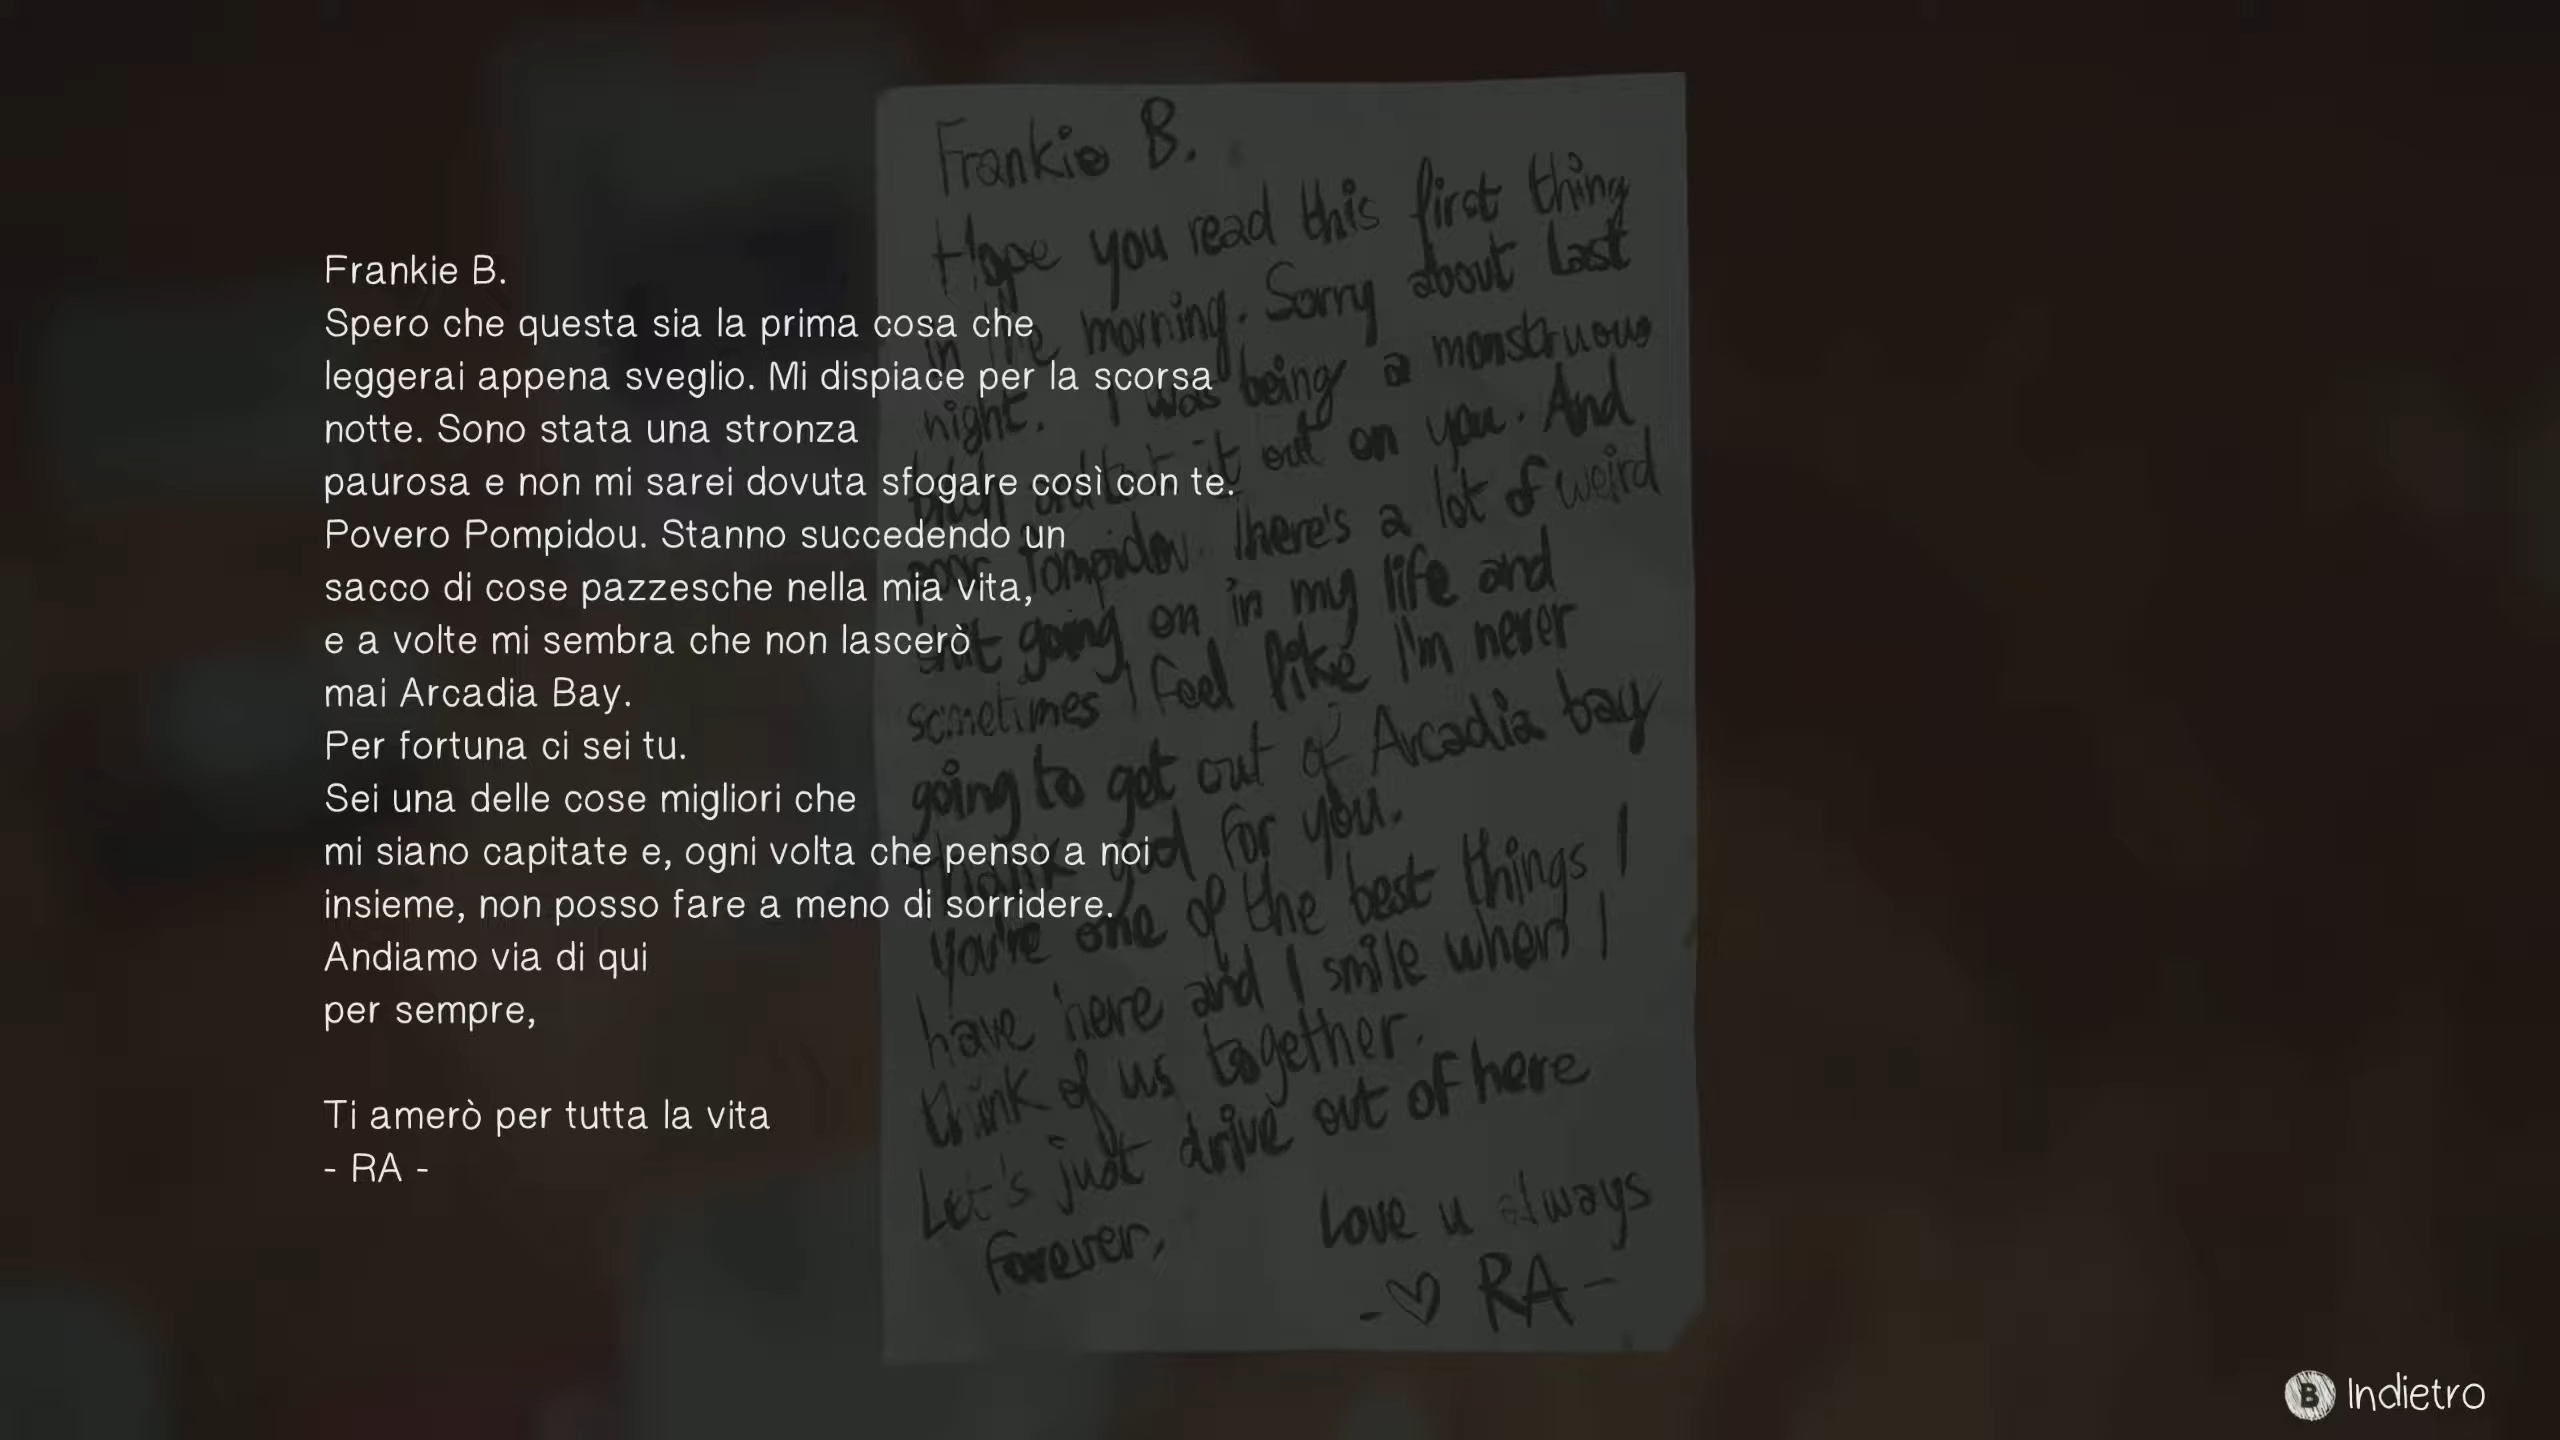 Frankie B.
Spero che questa sia la prima cosa che
leggerai appena sveglio. Mi dispiace per la scorsa
notte. Sono stata una stronza
paurosa e non mi sarei dovuta sfogare così con te.
Povero Pompidou. Stanno succedendo un
sacco di cose pazzesche nella mia vita,
e a volte mi sembra che non lascerò
mai Arcadia Bay.
Per fortuna ci sei tu.
Sei una delle cose migliori che
mi siano capitate e, ogni volta che penso a noi
insieme, non posso fare a meno di sorridere.
Andiamo via di qui
per sempre,
Ti amerò per tutta la vita
- RA -
Frankie B.
Hope you read this first thing
in the morning. Sorry about last
night. I was being a monstruous
bitch it out on you. And
poor Pompidou. There's a lot of weird
shit going on in my life and
sometimes I feel like I'm never
going to get out of Arcadia bay
Thank god for you.
You're one of the best things I
have here and I smile when I
think of us together.
Let's just drive out of here
forever,
Love u always
- ♡ RA -
B Indietro